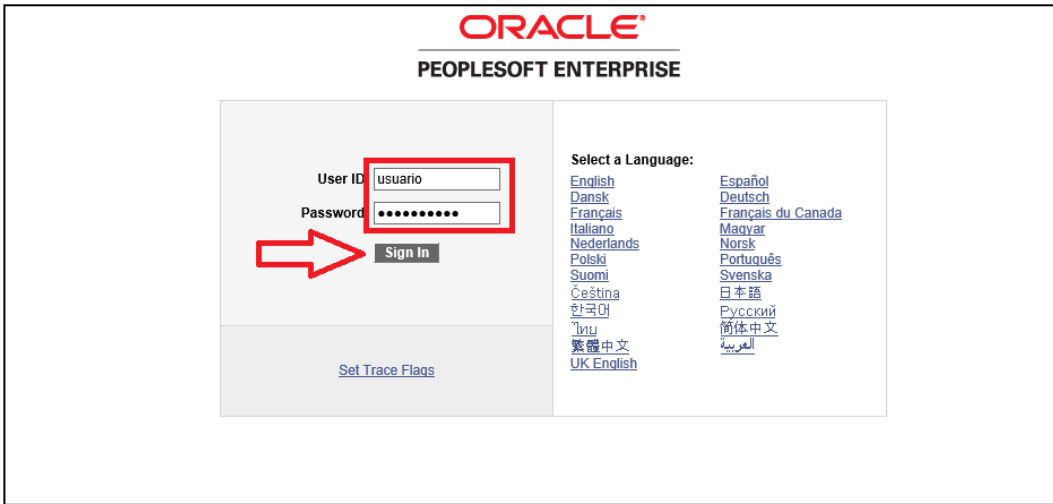 ORACLE®
PEOPLESOFT ENTERPRISE
User ID usuario
Password ••••••••••
Sign In
Set Trace Flags
Select a Language:
English Español
Dansk Deutsch
Français Français du Canada
Italiano Magyar
Nederlands Norsk
Polski Português
Suomi Svenska
Čeština 日本語
한국어 Русский
ไทย 简体中文
繁體中文 العربية
UK English